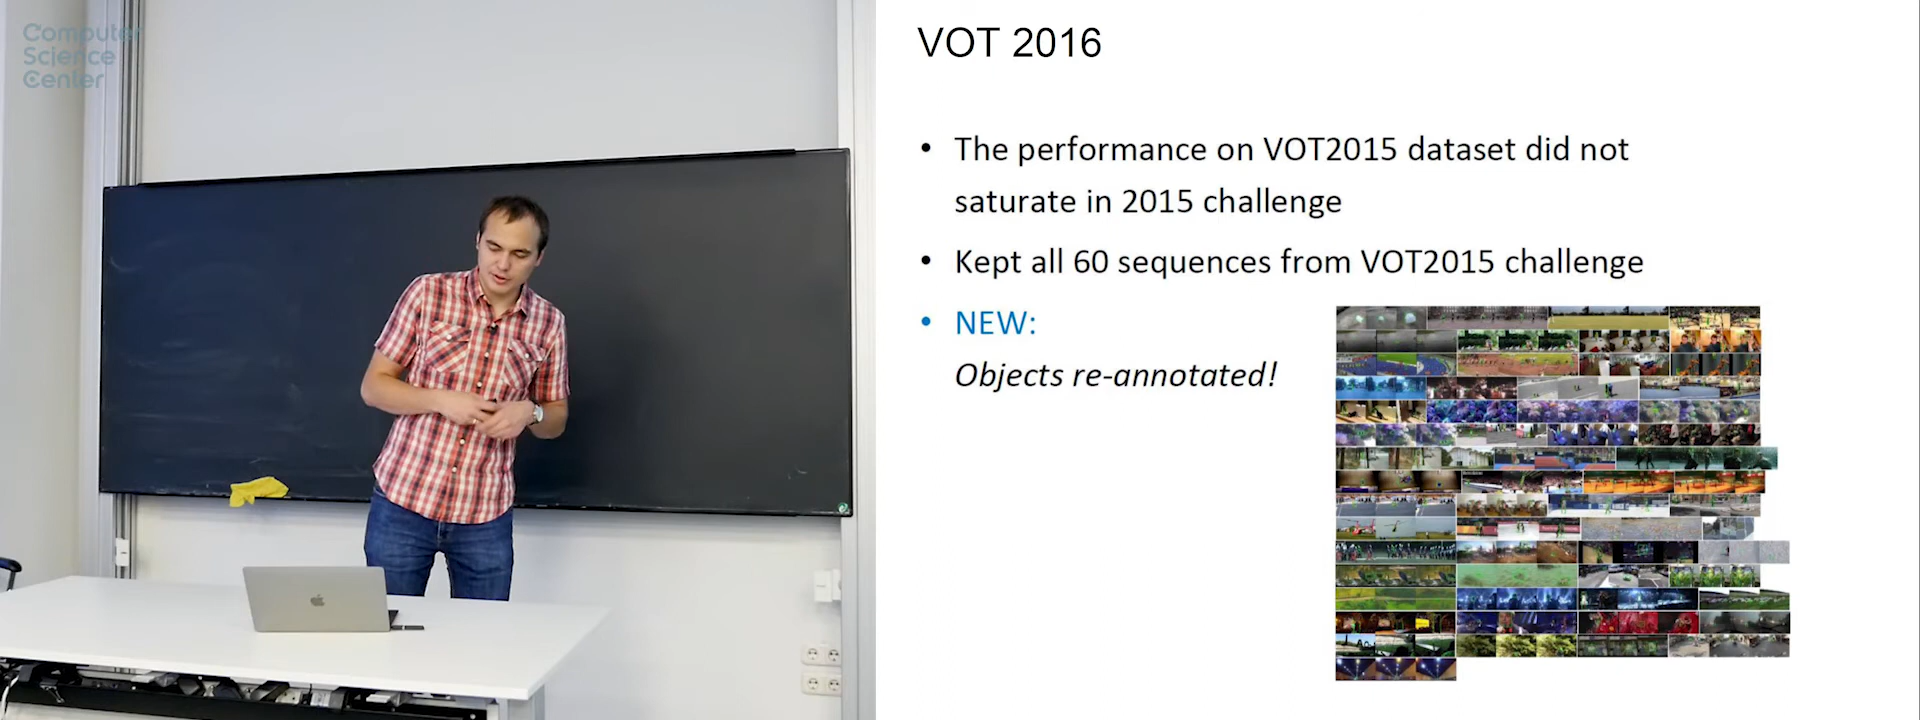 Computer
Science
Center
VOT 2016
• The performance on VOT2015 dataset did not
saturate in 2015 challenge
• Kept all 60 sequences from VOT2015 challenge
• NEW:
Objects re-annotated!